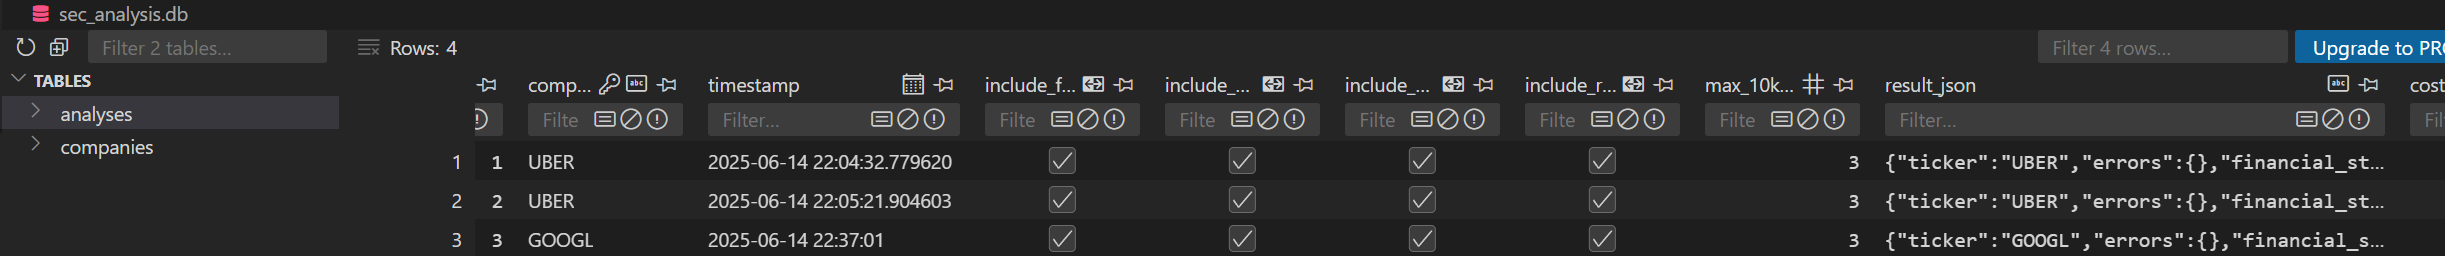 sec_analysis.db
Filter 2 tables... Rows: 4 Filter 4 rows... Upgrade to PRO
TABLES
comp... timestamp include_f... include_... include_... include_r... max_10k... result_json cost
analyses Filte Filter... Filte Filte Filte Filte Filte Filter... Filt
companies
1 1 UBER 2025-06-14 22:04:32.779620 3 {"ticker":"UBER","errors":{},"financial_st...
2 2 UBER 2025-06-14 22:05:21.904603 3 {"ticker":"UBER","errors":{},"financial_st...
3 3 GOOGL 2025-06-14 22:37:01 3 {"ticker":"GOOGL","errors":{},"financial_s...